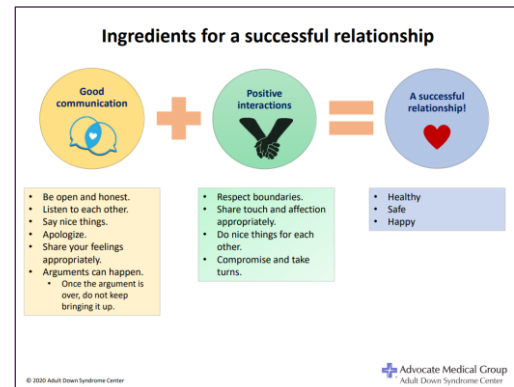 Ingredients for a successful relationship
Good
communication
Positive
interactions
A successful
relationship!
• Be open and honest.
• Listen to each other.
• Say nice things.
• Apologize.
• Share your feelings
appropriately.
• Arguments can happen.
• Once the argument is
over, do not keep
bringing it up.
• Respect boundaries.
• Share touch and affection
appropriately.
• Do nice things for each
other.
• Compromise and take
turns.
• Healthy
• Safe
• Happy
© 2020 Adult Down Syndrome Center
Advocate Medical Group
Adult Down Syndrome Center